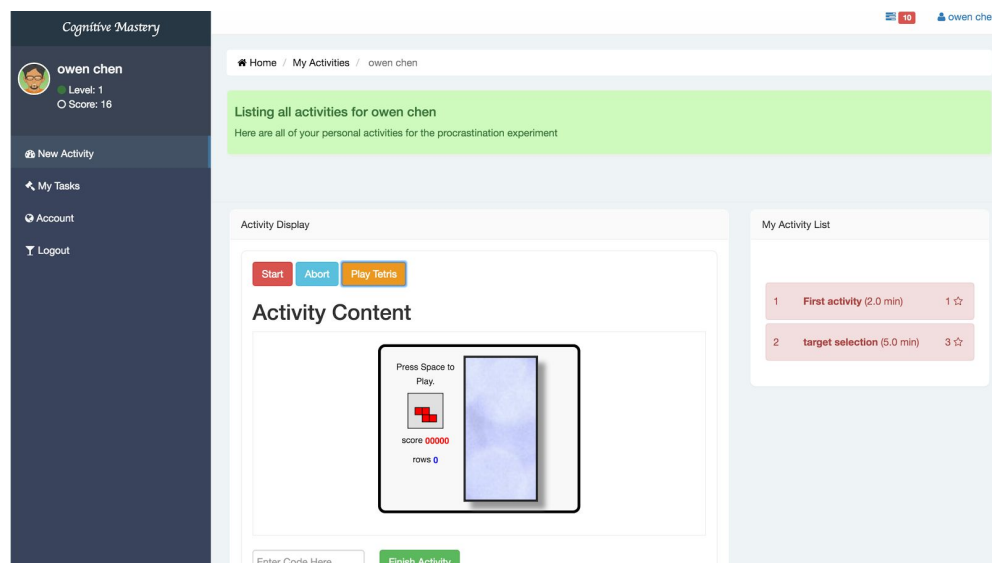 Cognitive Mastery
10
owen che
owen chen
Level: 1
Score: 16
New Activity
My Tasks
Account
Logout
Home / My Activities / owen chen
Listing all activities for owen chen
Here are all of your personal activities for the procrastination experiment
Activity Display
Start
Abort
Play Tetris
Activity Content
Press Space to
Play.
score 00000
rows 0
Enter Code Here
Finish Activity
My Activity List
1 First activity (2.0 min) 1
2 target selection (5.0 min) 3